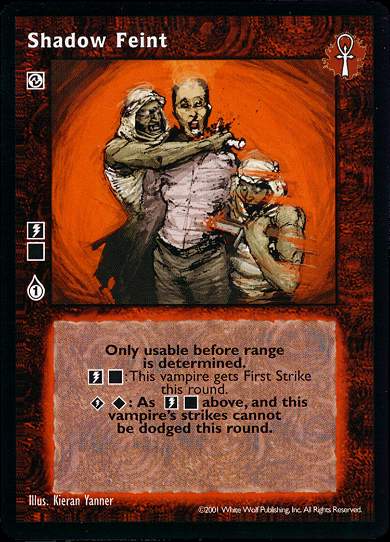 Shadow Feint
1
Only usable before range
is determined.
: This vampire gets First Strike
this round.
: As above, and this
vampire's strikes cannot
be dodged this round.
Illus. Kieran Yanner
©2001 White Wolf Publishing, Inc. All Rights Reserved.